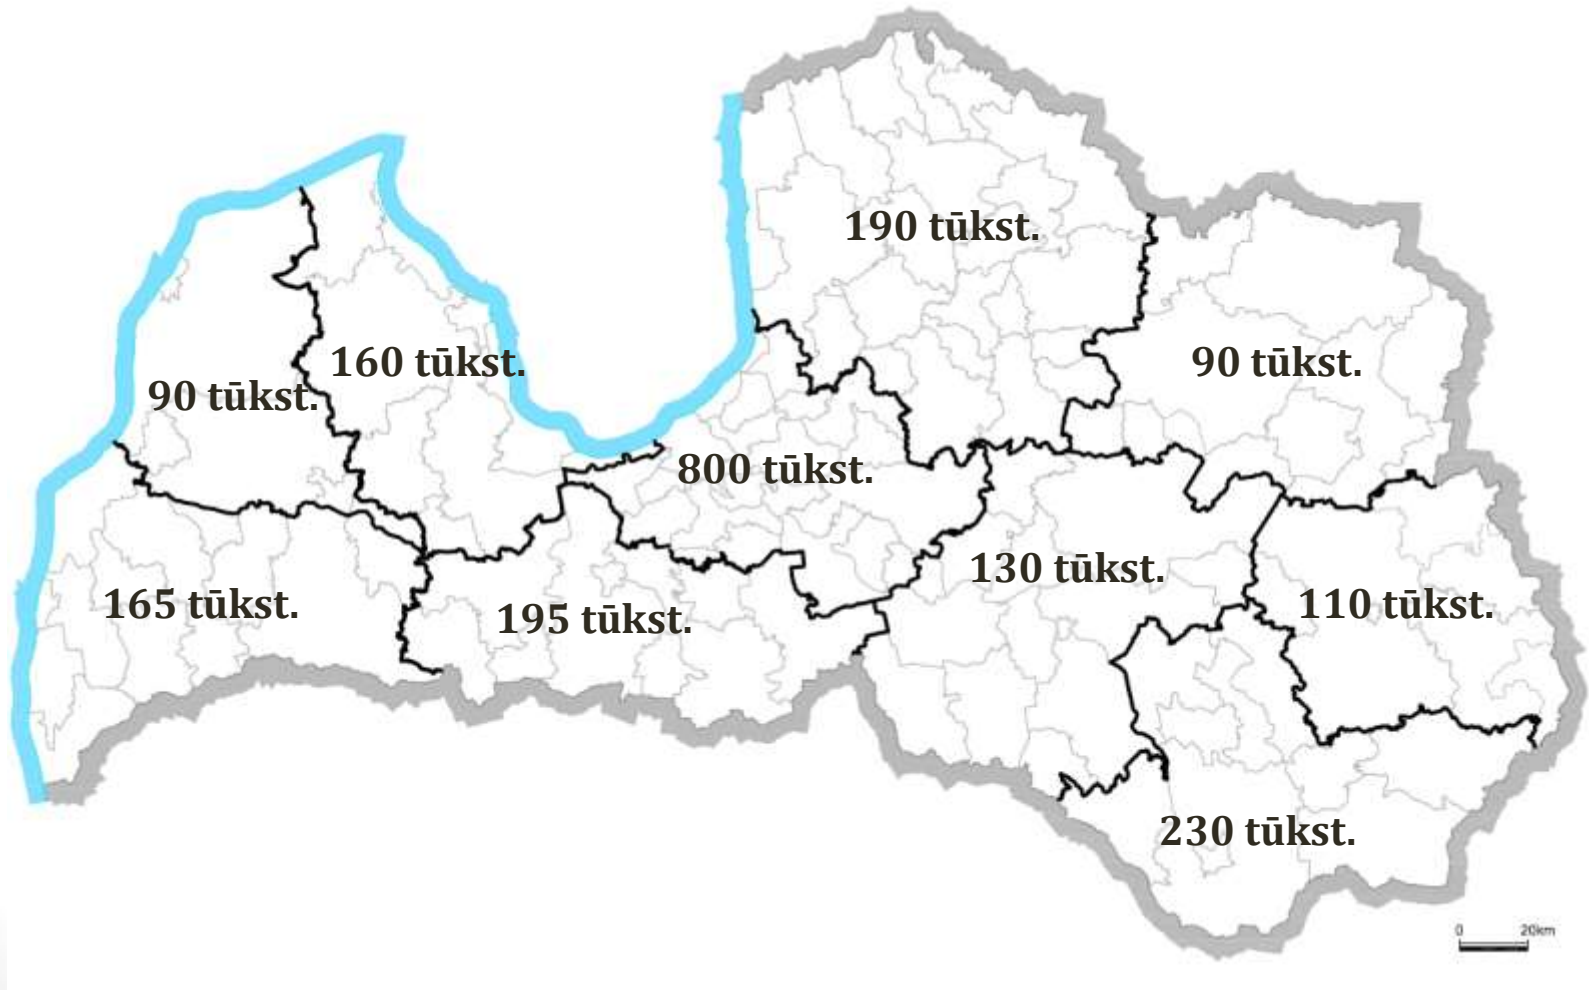 190 tūkst.
160 tūkst.
90 tūkst.
90 tūkst.
800 tūkst.
130 tūkst.
165 tūkst.
195 tūkst.
110 tūkst.
230 tūkst.
0 20km